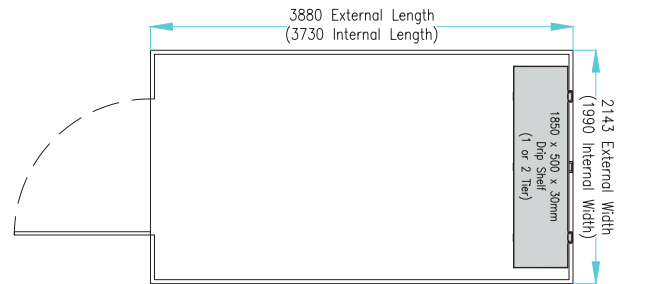 3880 External Length
(3730 Internal Length)
1850 x 500 x 30mm
Drip Shelf
(1 or 2 Tier)
2143 External Width
(1990 Internal Width)